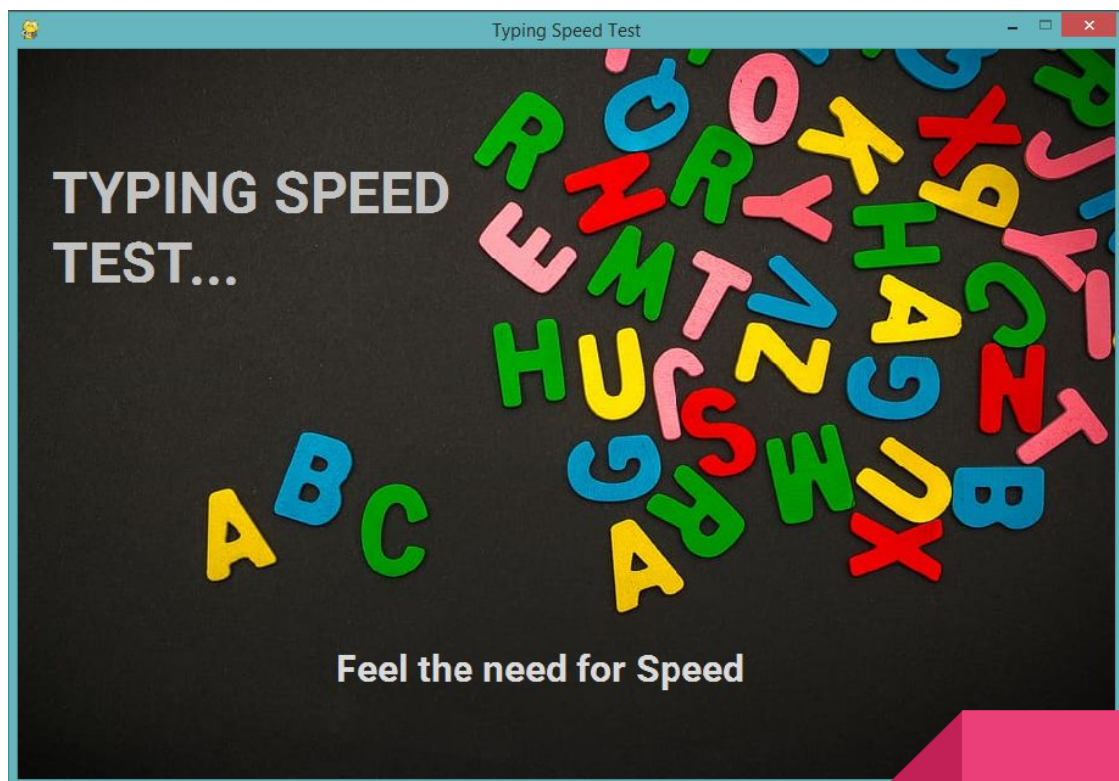 Typing Speed Test
TYPING SPEED
TEST...
A B C
Feel the need for Speed